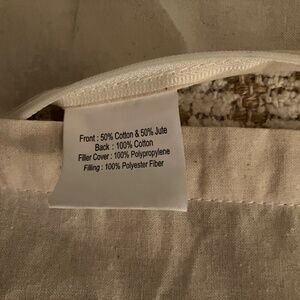 Front : 50% Cotton & 50% Jute
Back : 100% Cotton
Filler Cover : 100% Polypropylene
Filling : 100% Polyester Fiber